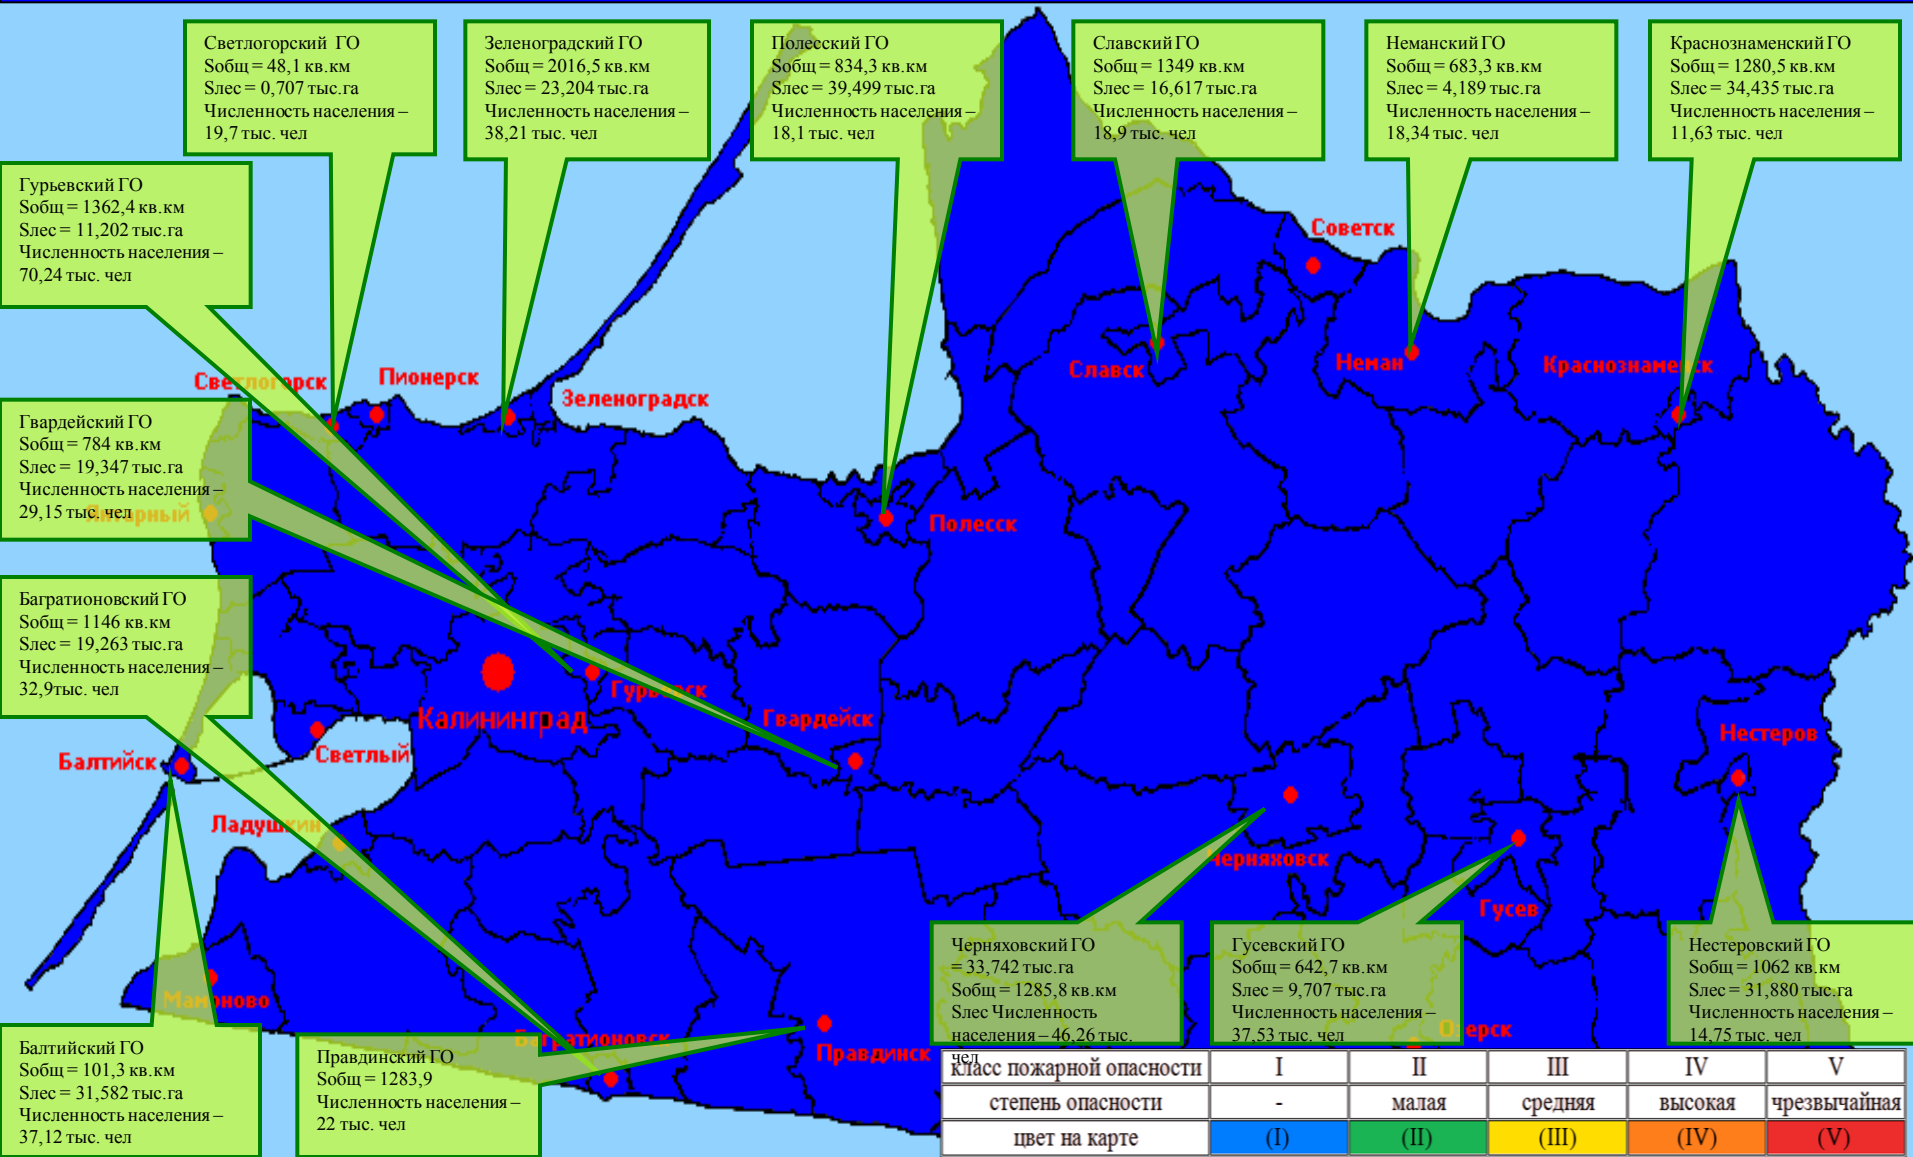 Светлогорский ГО
Sобщ = 48,1 кв.км
Sлес = 0,707 тыс.га
Численность населения –
19,7 тыс. чел
Зеленоградский ГО
Sобщ = 2016,5 кв.км
Sлес = 23,204 тыс.га
Численность населения –
38,21 тыс. чел
Полесский ГО
Sобщ = 834,3 кв.км
Sлес = 39,499 тыс.га
Численность населения –
18,1 тыс. чел
Славский ГО
Sобщ = 1349 кв.км
Sлес = 16,617 тыс.га
Численность населения –
18,9 тыс. чел
Неманский ГО
Sобщ = 683,3 кв.км
Sлес = 4,189 тыс.га
Численность населения –
18,34 тыс. чел
Краснознаменский ГО
Sобщ = 1280,5 кв.км
Sлес = 34,435 тыс.га
Численность населения –
11,63 тыс. чел
Гурьевский ГО
Sобщ = 1362,4 кв.км
Sлес = 11,202 тыс.га
Численность населения –
70,24 тыс. чел
Советск
Светлогорск
Пионерск
Зеленоградск
Славск
Неман
Краснознаменск
Гвардейский ГО
Sобщ = 784 кв.км
Sлес = 19,347 тыс.га
Численность населения –
29,15 тыс. чел
Янтарный
Полесск
Багратионовский ГО
Sобщ = 1146 кв.км
Sлес = 19,263 тыс.га
Численность населения –
32,9тыс. чел
Гурьевск
Калининград
Гвардейск
Нестеров
Балтийск
Светлый
Ладушкин
Черняховск
Гусев
Мамоново
Багратионовск
Правдинск
Озерск
Черняховский ГО
= 33,742 тыс.га
Sобщ = 1285,8 кв.км
Sлес Численность
населения – 46,26 тыс.
чел
Гусевский ГО
Sобщ = 642,7 кв.км
Sлес = 9,707 тыс.га
Численность населения –
37,53 тыс. чел
Нестеровский ГО
Sобщ = 1062 кв.км
Sлес = 31,880 тыс.га
Численность населения –
14,75 тыс. чел
Балтийский ГО
Sобщ = 101,3 кв.км
Sлес = 31,582 тыс.га
Численность населения –
37,12 тыс. чел
Правдинский ГО
Sобщ = 1283,9
Численность населения –
22 тыс. чел
класс пожарной опасности I II III IV V
степень опасности - малая средняя высокая чрезвычайная
цвет на карте (I) (II) (III) (IV) (V)